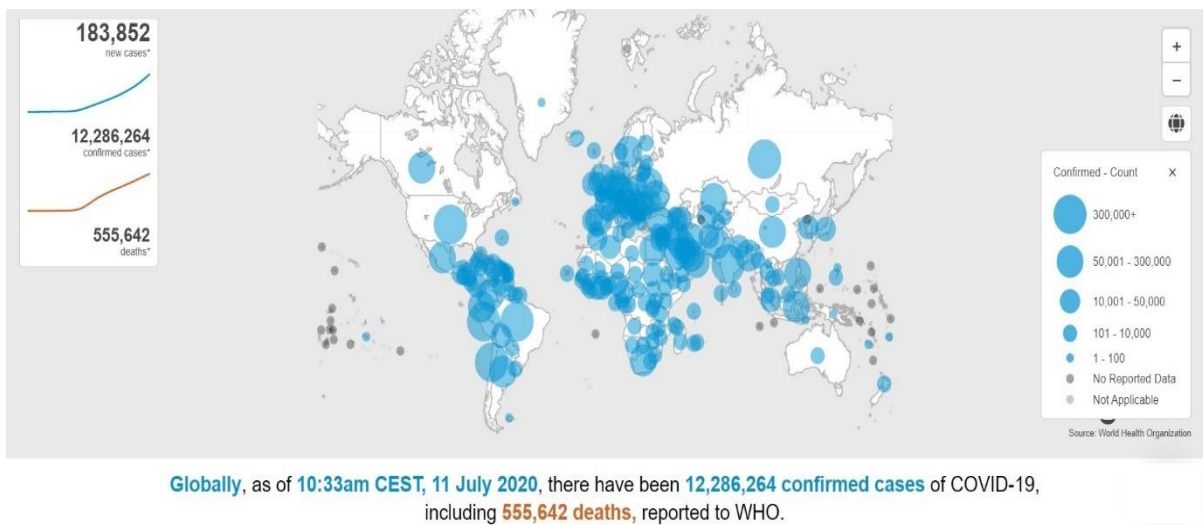 183,852
new cases*
12,286,264
confirmed cases*
555,642
deaths*
+
−
Confirmed - Count X
300,000+
50,001 - 300,000
10,001 - 50,000
101 - 10,000
1 - 100
No Reported Data
Not Applicable
Source: World Health Organization
Globally, as of 10:33am CEST, 11 July 2020, there have been 12,286,264 confirmed cases of COVID-19,
including 555,642 deaths, reported to WHO.